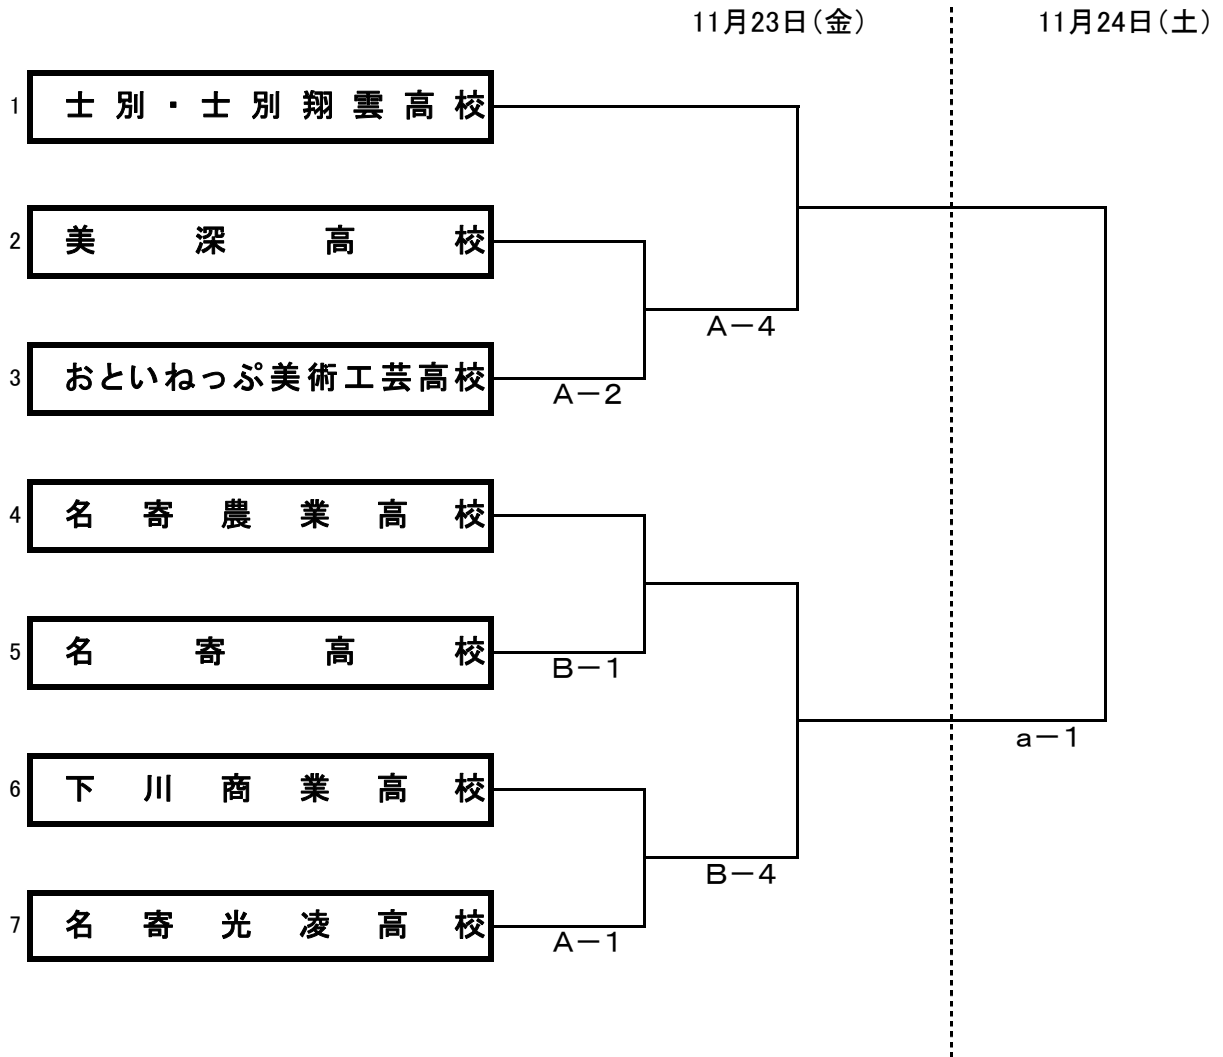 11月23日(金) 11月24日(土)
1 士別・士別翔雲高校
2 美深高校
A-4
3 おといねっぷ美術工芸高校
A-2
4 名寄農業高校
5 名寄高校
B-1
a-1
6 下川商業高校
B-4
7 名寄光凌高校
A-1